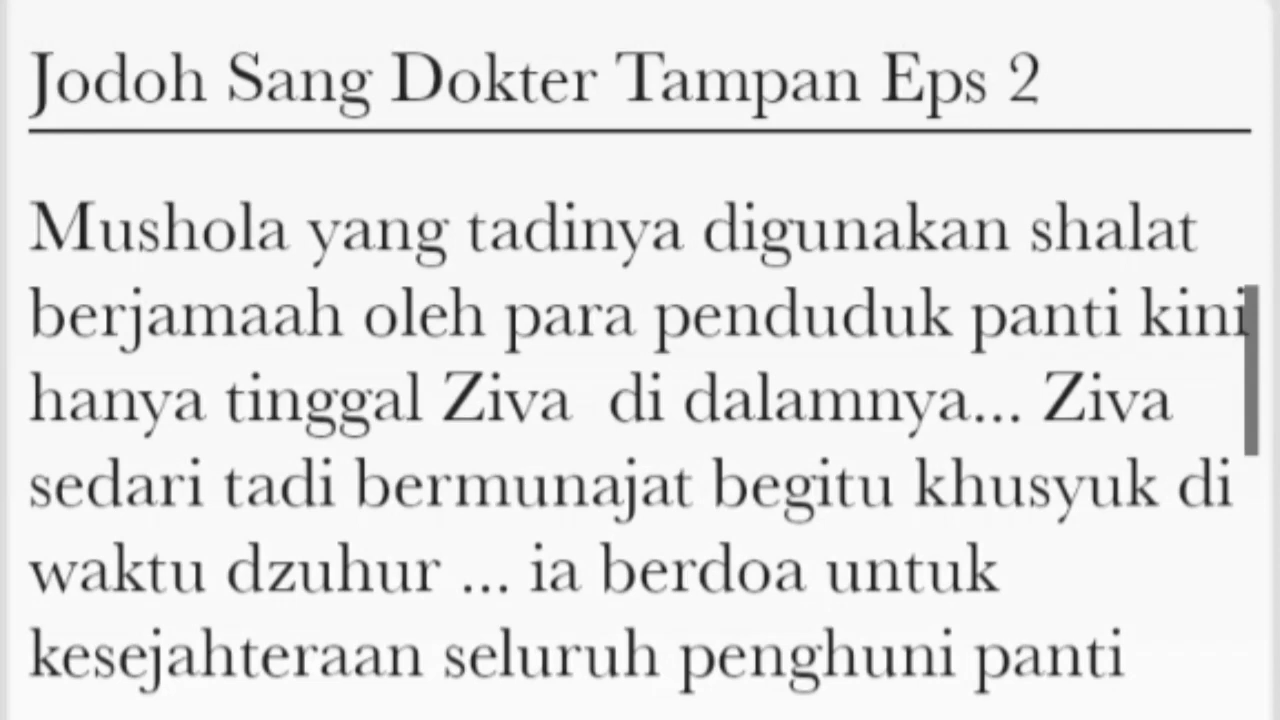 Jodoh Sang Dokter Tampan Eps 2
Mushola yang tadinya digunakan shalat
berjamaah oleh para penduduk panti kini
hanya tinggal Ziva  di dalamnya... Ziva
sedari tadi bermunajat begitu khusyuk di
waktu dzuhur ... ia berdoa untuk
kesejahteraan seluruh penghuni panti